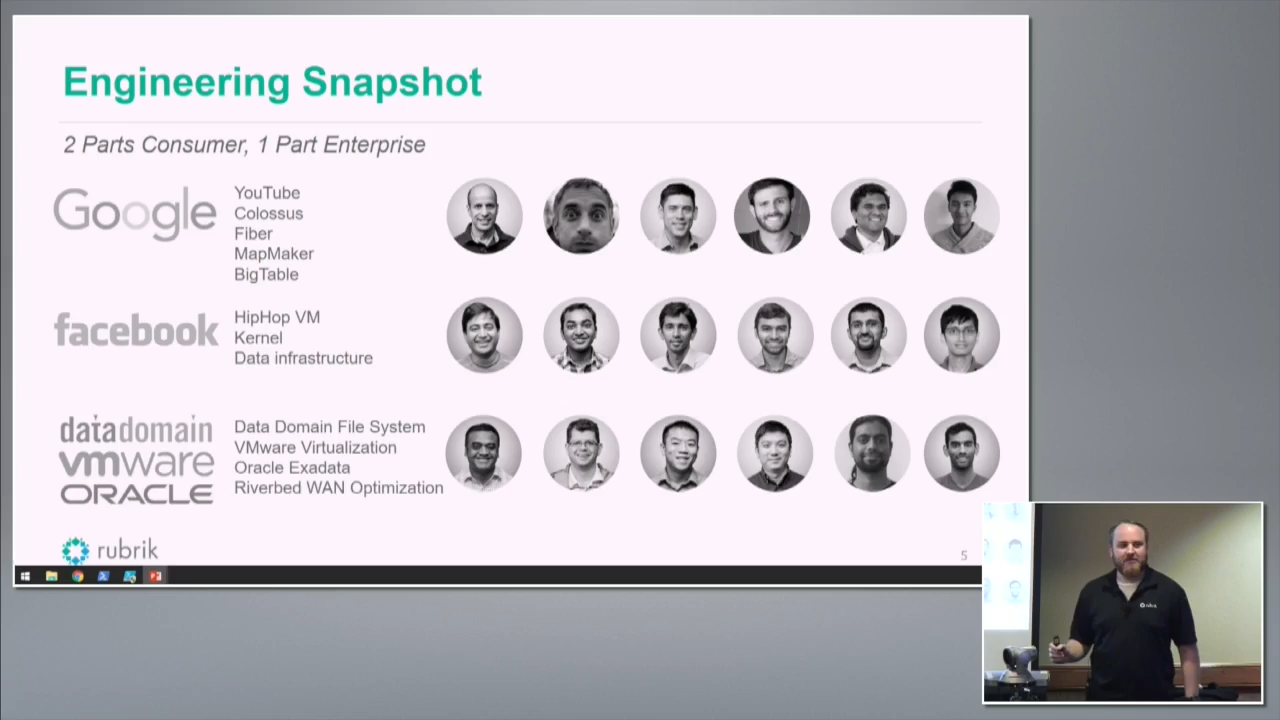 Engineering Snapshot
2 Parts Consumer, 1 Part Enterprise
Google
YouTube
Colossus
Fiber
MapMaker
BigTable
facebook
HipHop VM
Kernel
Data infrastructure
datadomain
vmware
ORACLE
Data Domain File System
VMware Virtualization
Oracle Exadata
Riverbed WAN Optimization
rubrik
5